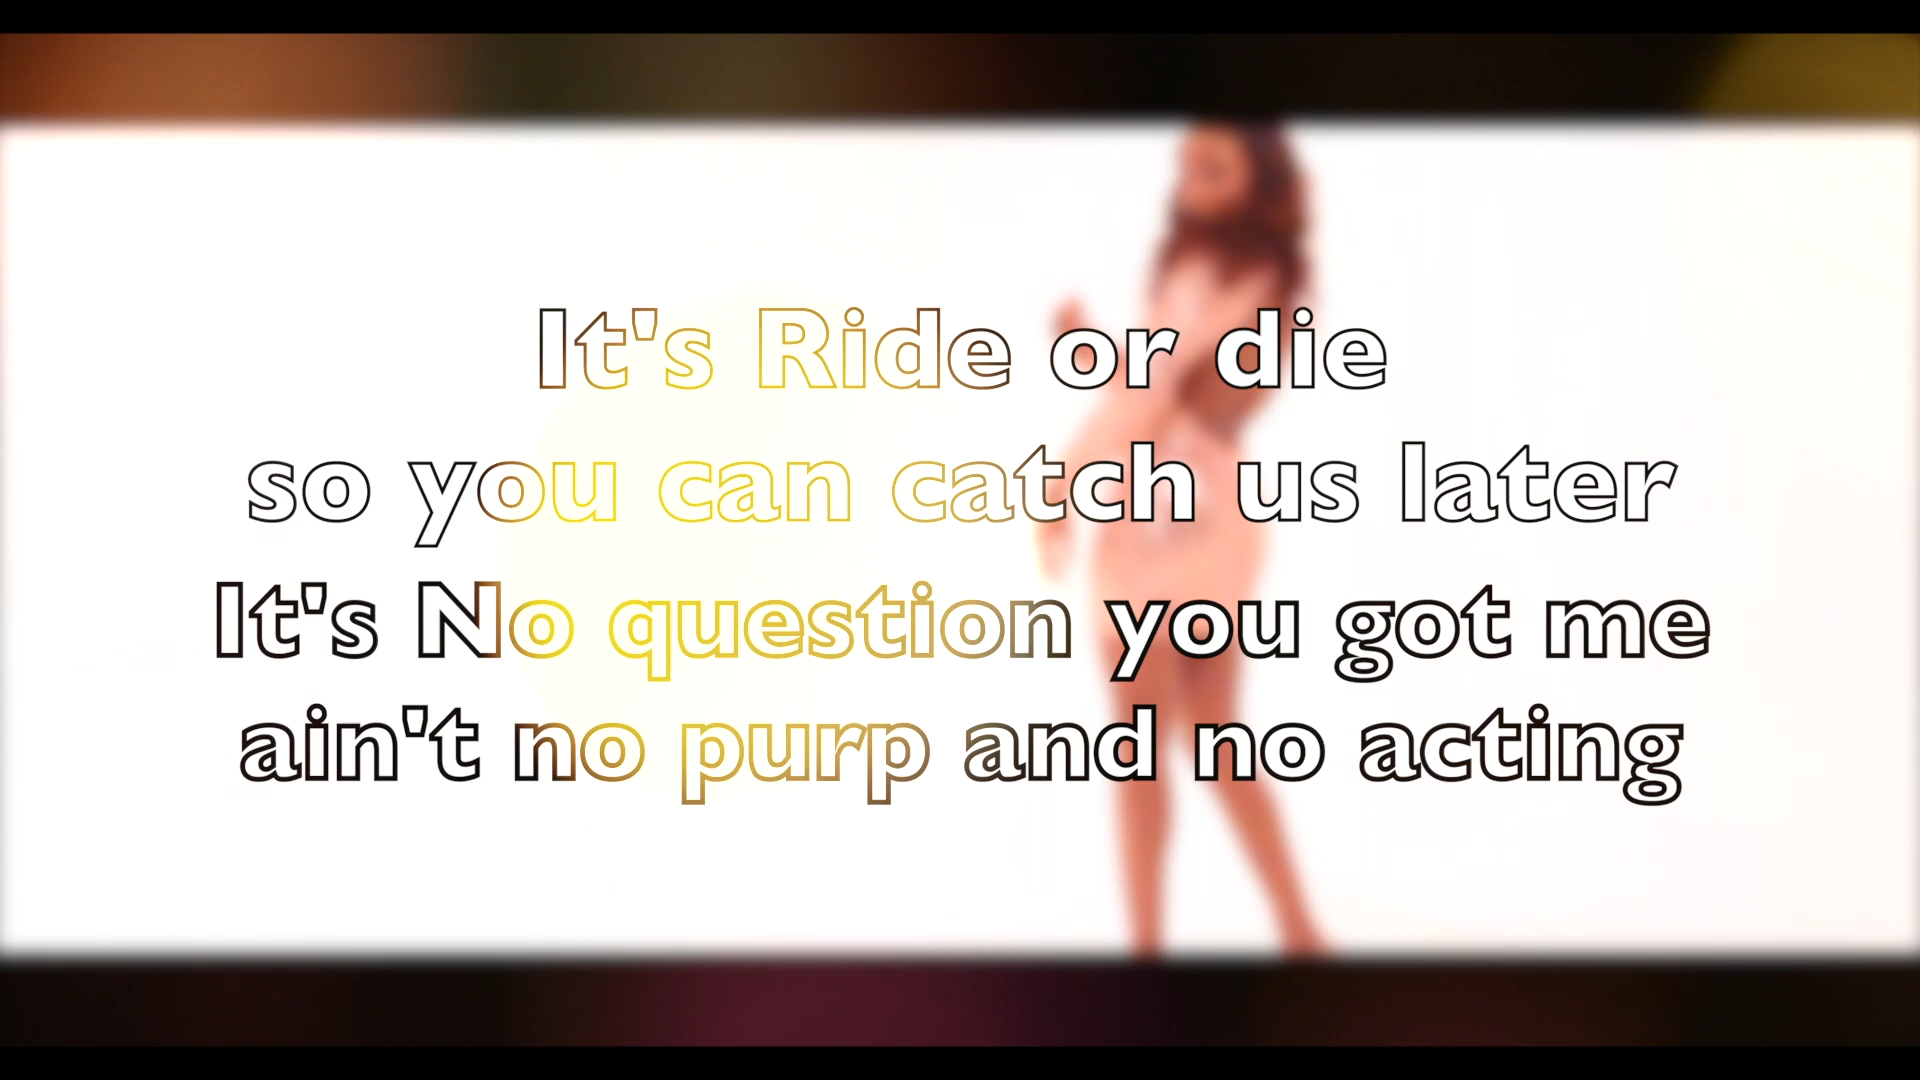 It's Ride or die
so you can catch us later
It's No question you got me
ain't no purp and no acting